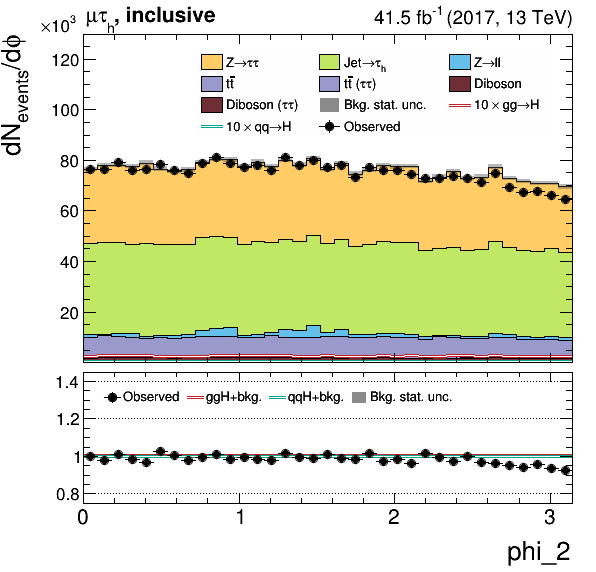 ×10³ μτₕ, inclusive 41.5 fb⁻¹ (2017, 13 TeV)
dN_events/dϕ
120
100
80
60
40
20
Z→ττ Jet→τₕ Z→ll
tt̄ tt̄ (ττ) Diboson
Diboson (ττ) Bkg. stat. unc. 10 × gg→H
10 × qq→H Observed
1.4
1.2
1
0.8
Observed ggH+bkg. qqH+bkg. Bkg. stat. unc.
0 1 2 3
phi_2